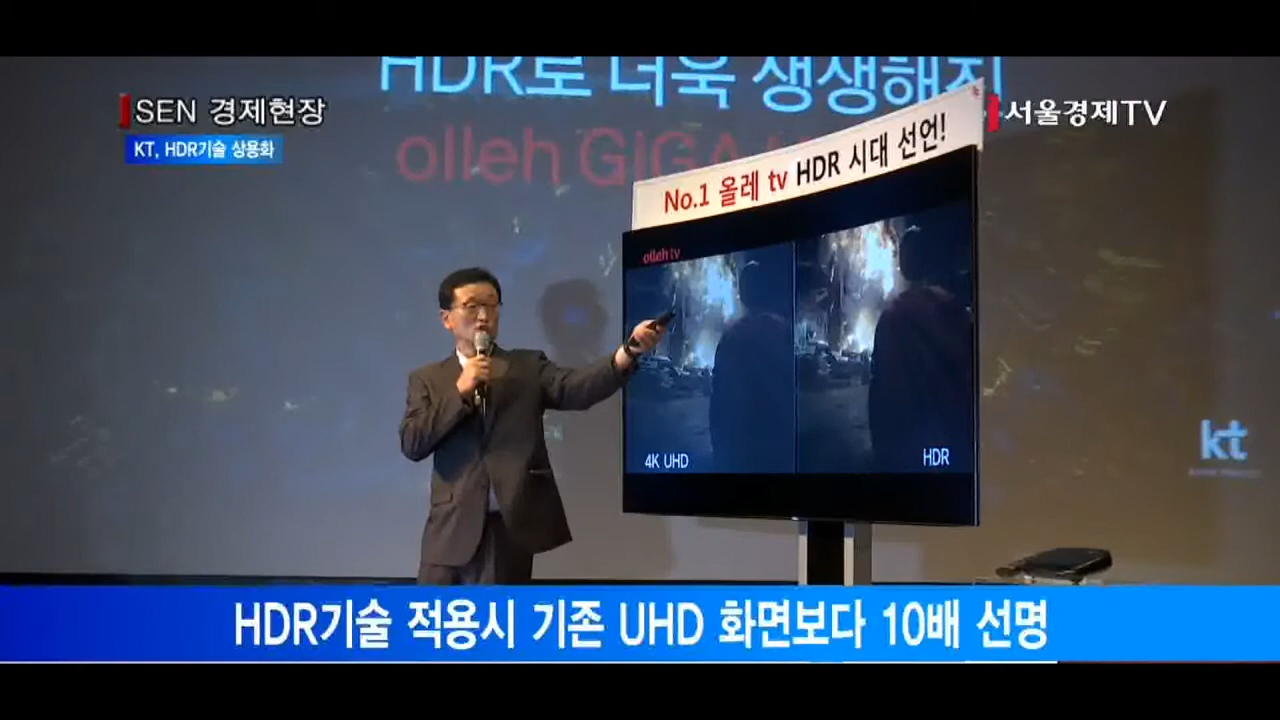 HDR로 더욱 생생해진
SEN 경제현장
서울경제TV
KT, HDR기술 상용화
olleh GiGA
No.1 올레 tv HDR 시대 선언!
olleh tv
4K UHD
HDR
kt
HDR기술 적용시 기존 UHD 화면보다 10배 선명